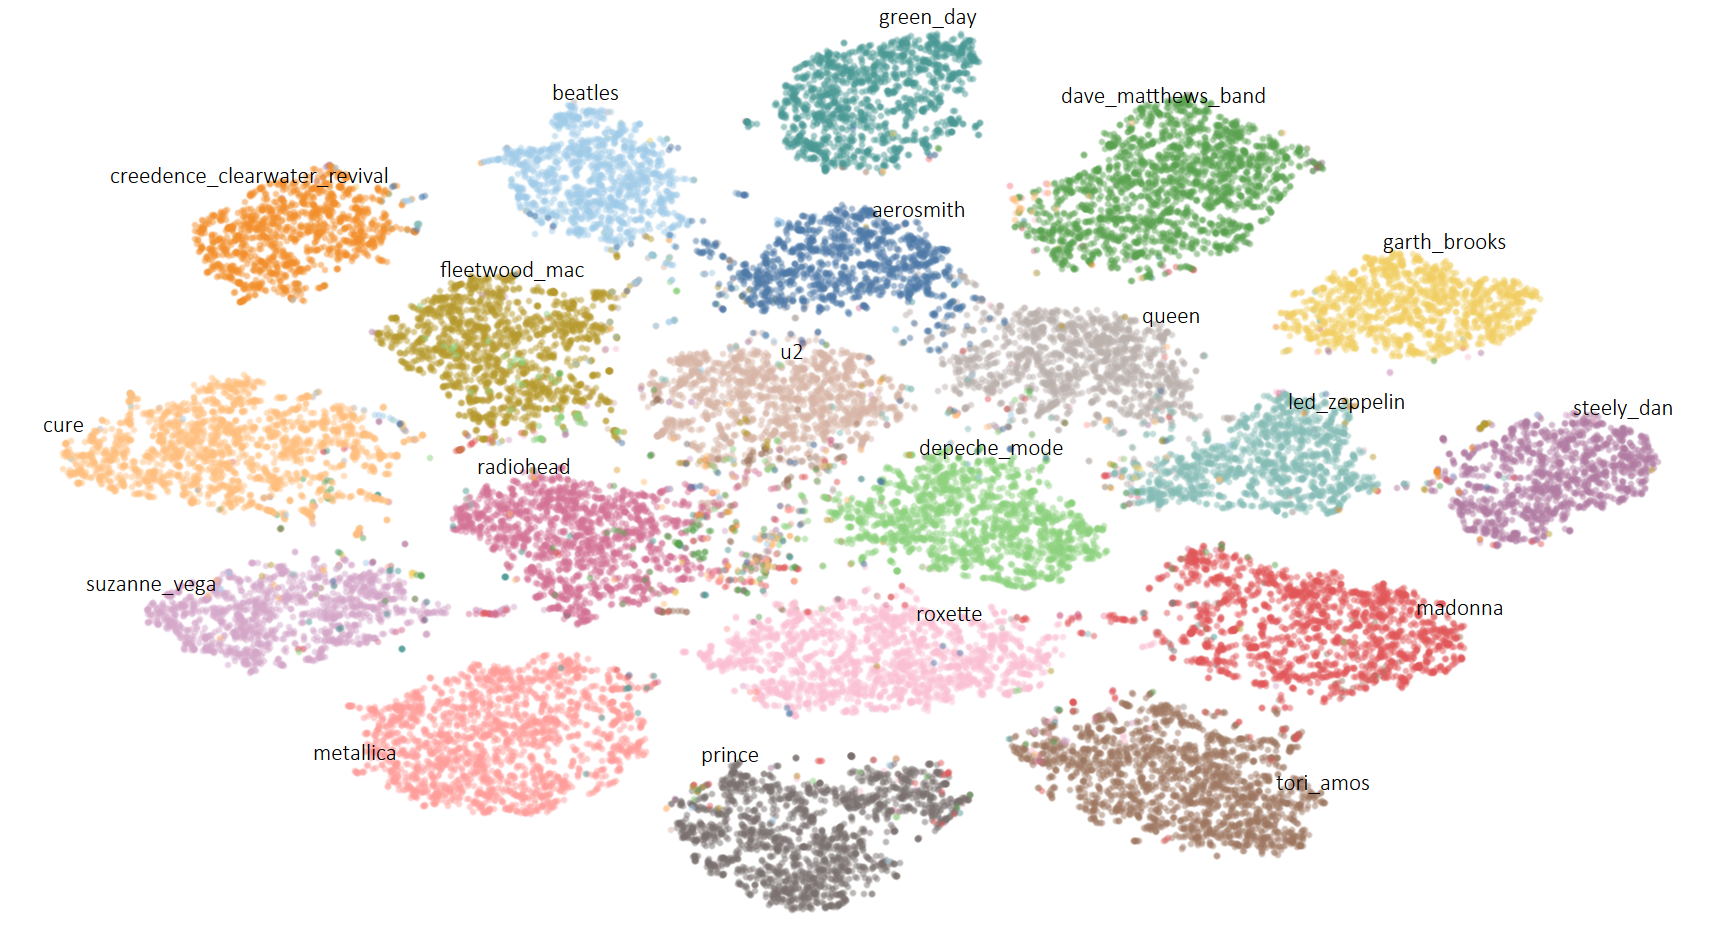 green_day
beatles
dave_matthews_band
creedence_clearwater_revival
aerosmith
garth_brooks
fleetwood_mac
queen
u2
led_zeppelin
steely_dan
cure
depeche_mode
radiohead
suzanne_vega
madonna
roxette
metallica
prince
tori_amos